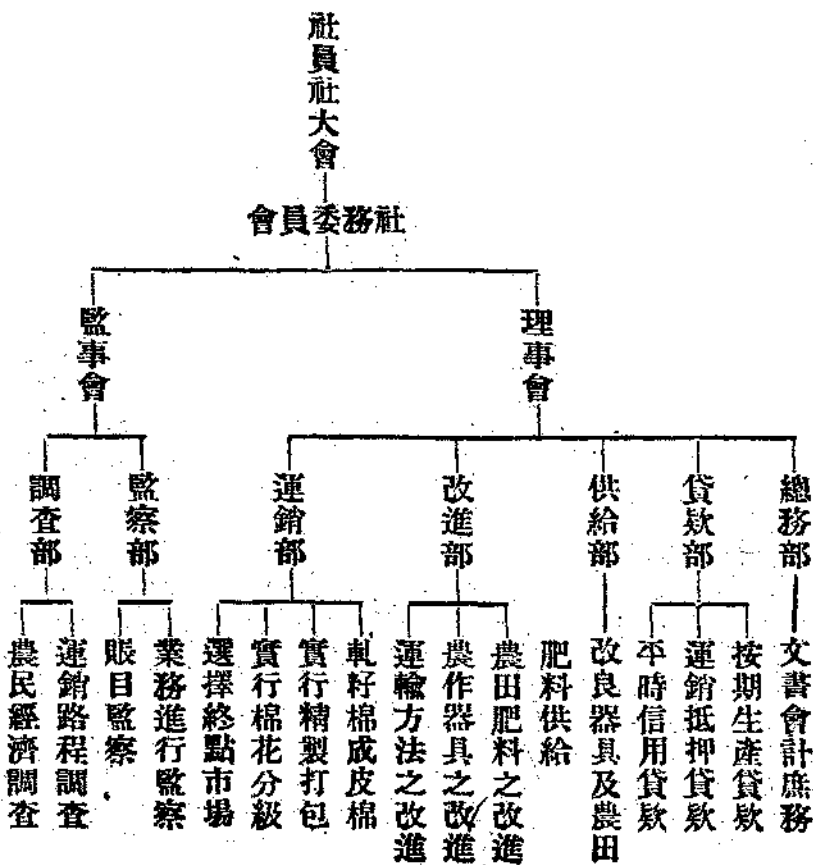 社員社大會
社務委員會
理事會
監事會
總務部
貸款部
供給部
改進部
運銷部
監察部
調查部
文書會計庶務
按期生產貸款
運銷抵押貸款
平時信用貸款
改良器具及農田
肥料供給
農田肥料之改進
農作器具之改進
運輸方法之改進
軋籽棉成皮棉
實行精製打包
實行棉花分級
選擇終點市場
業務進行監察
賬目監察
運銷路程調查
農民經濟調查